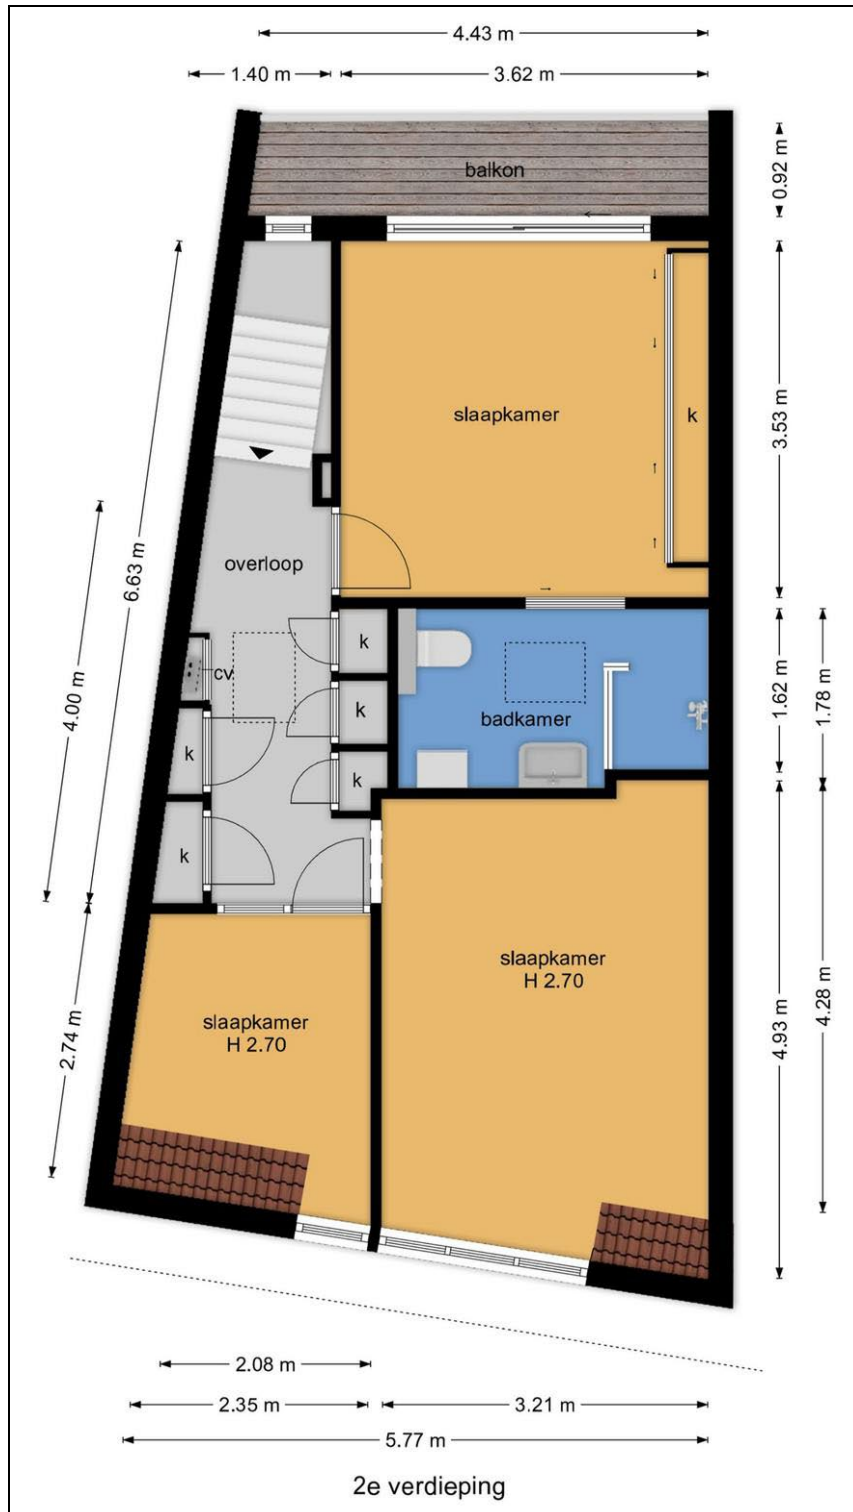 4.43 m
1.40 m
3.62 m
balkon
0.92 m
slaapkamer
k
3.53 m
6.63 m
4.00 m
overloop
cv
k
k
k
k
k
badkamer
1.62 m
1.78 m
slaapkamer
H 2.70
slaapkamer
H 2.70
2.74 m
4.93 m
4.28 m
2.08 m
2.35 m
3.21 m
5.77 m
2e verdieping